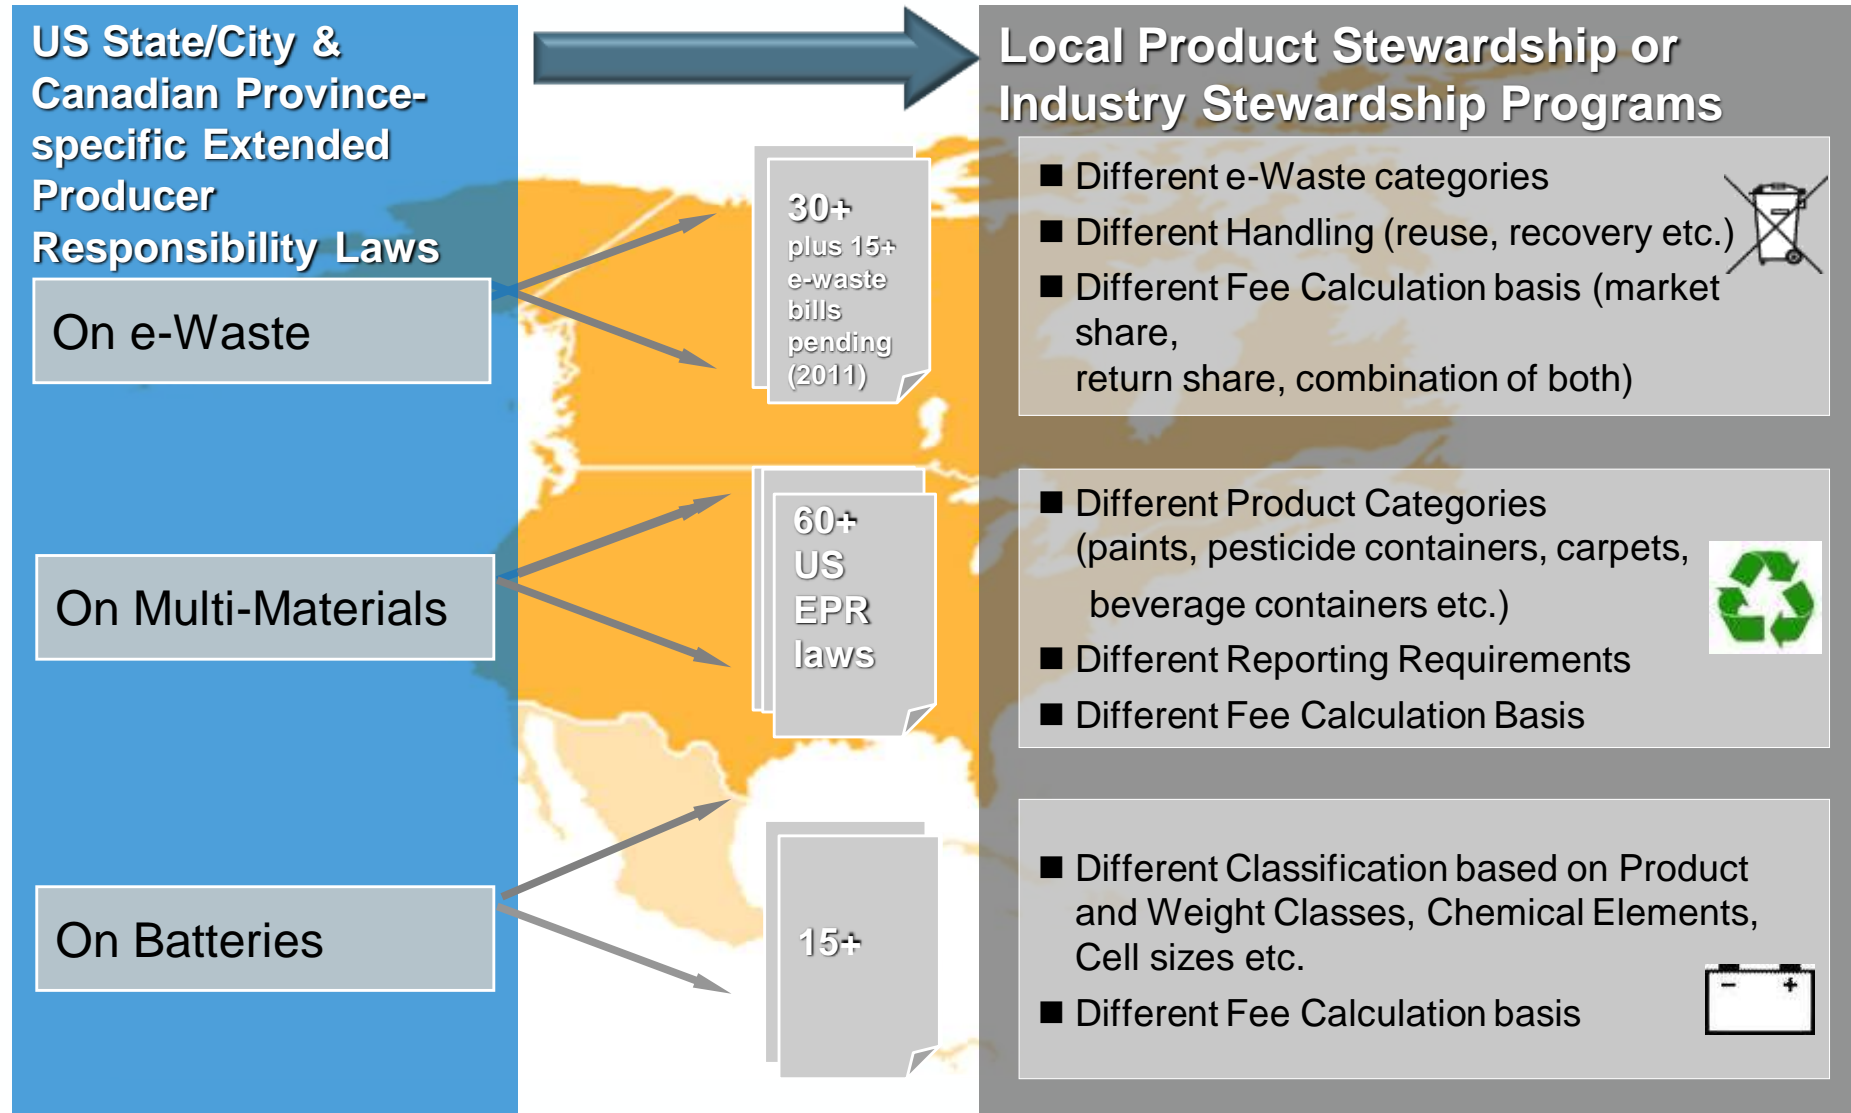 US State/City &
Canadian Province-
specific Extended
Producer
Responsibility Laws
Local Product Stewardship or
Industry Stewardship Programs
On e-Waste
30+
plus 15+
e-waste
bills
pending
(2011)
■ Different e-Waste categories
■ Different Handling (reuse, recovery etc.)
■ Different Fee Calculation basis (market
share,
return share, combination of both)
On Multi-Materials
60+
US
EPR
laws
■ Different Product Categories
(paints, pesticide containers, carpets,
beverage containers etc.)
■ Different Reporting Requirements
■ Different Fee Calculation Basis
On Batteries
15+
■ Different Classification based on Product
and Weight Classes, Chemical Elements,
Cell sizes etc.
■ Different Fee Calculation basis
− +